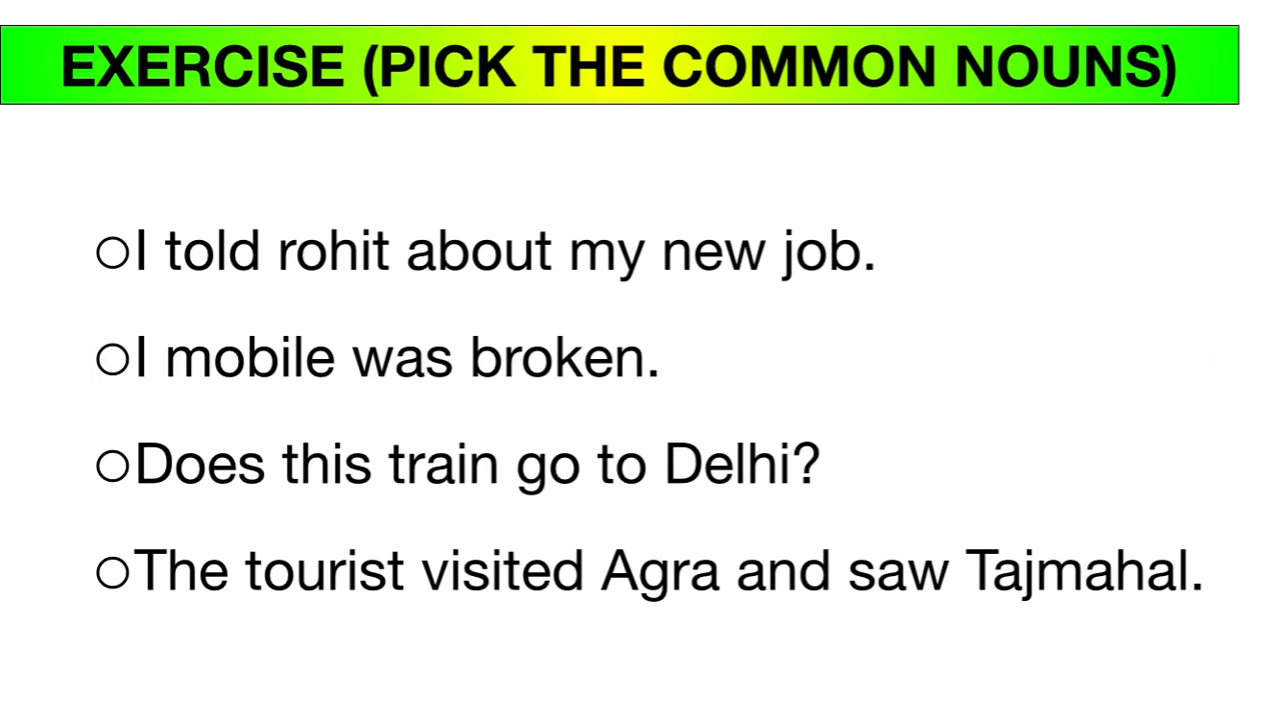 EXERCISE (PICK THE COMMON NOUNS)
I told rohit about my new job.
I mobile was broken.
Does this train go to Delhi?
The tourist visited Agra and saw Tajmahal.